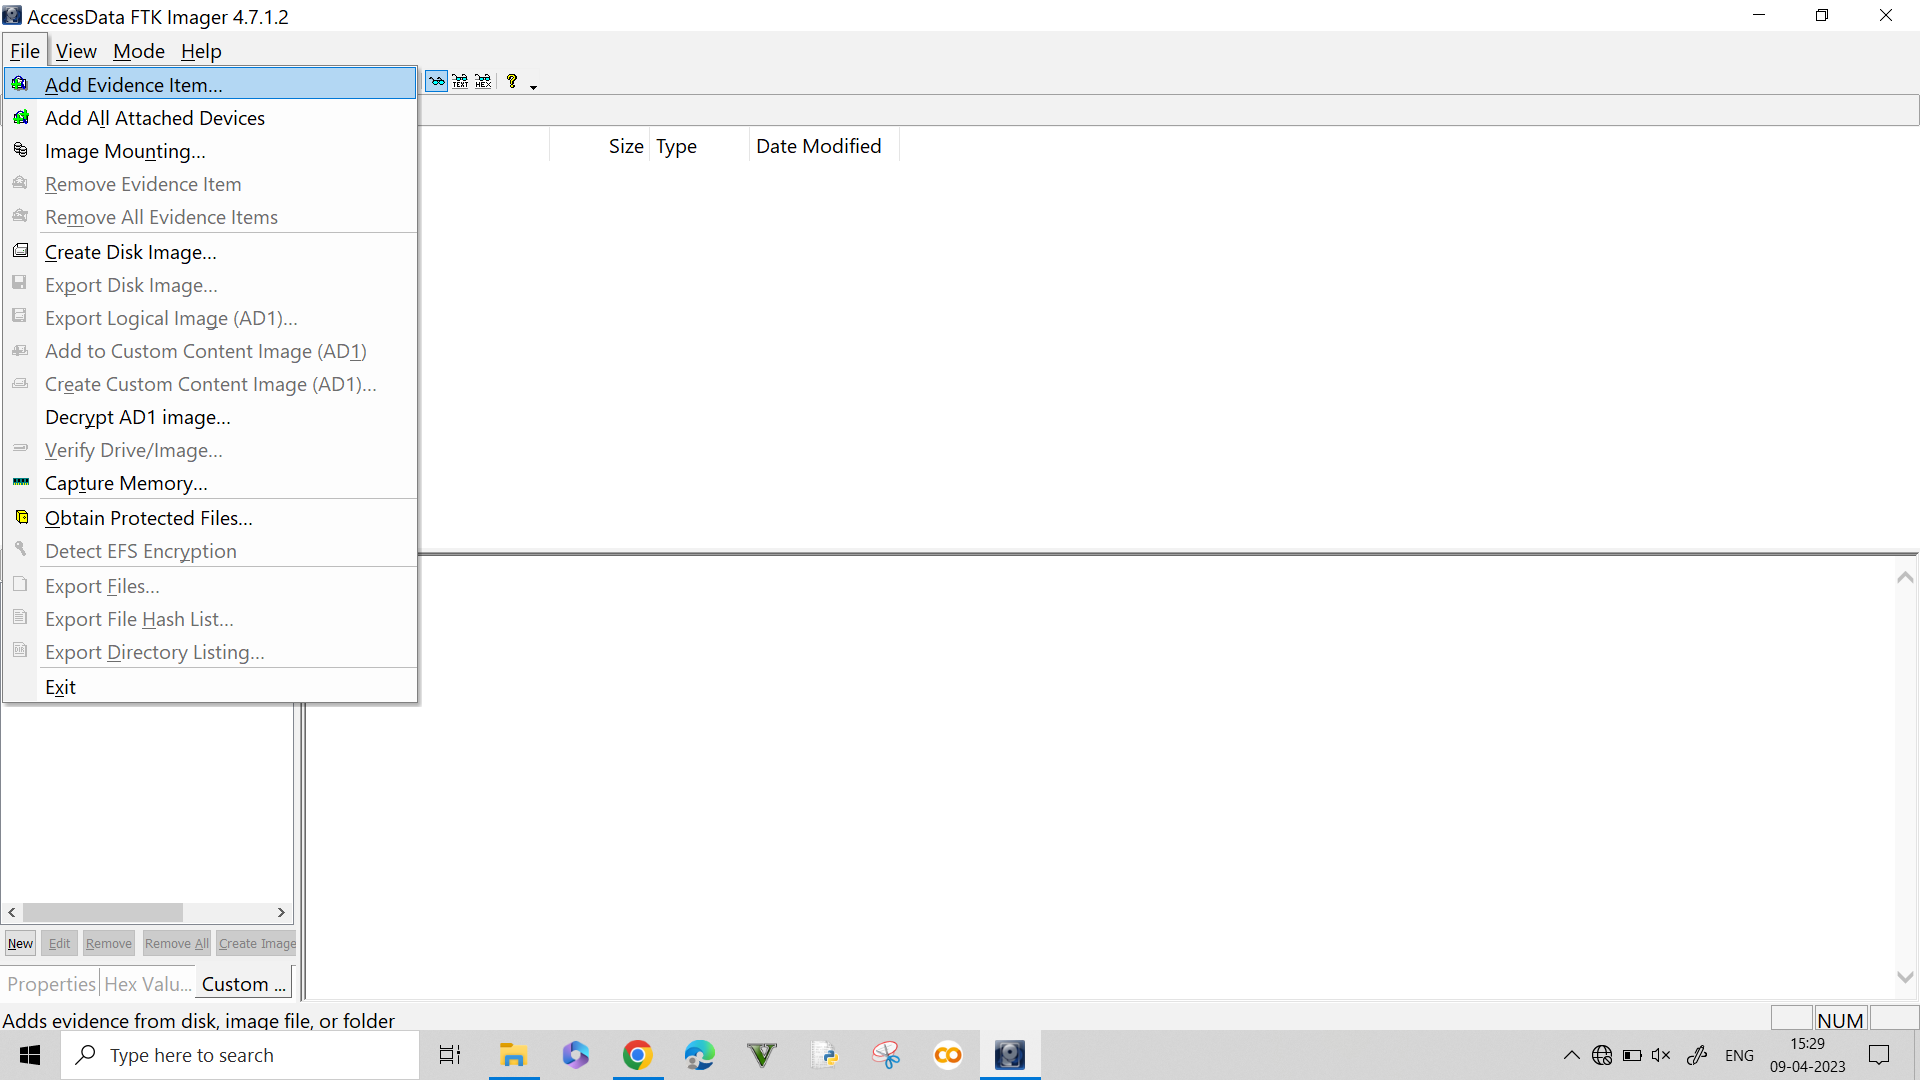 AccessData FTK Imager 4.7.1.2
File View Mode Help
Add Evidence Item...
TEXT HEX ?
Add All Attached Devices
Size Type Date Modified
Image Mounting...
Remove Evidence Item
Remove All Evidence Items
Create Disk Image...
Export Disk Image...
Export Logical Image (AD1)...
Add to Custom Content Image (AD1)
Create Custom Content Image (AD1)...
Decrypt AD1 image...
Verify Drive/Image...
Capture Memory...
Obtain Protected Files...
Detect EFS Encryption
Export Files...
Export File Hash List...
Export Directory Listing...
Exit
New Edit Remove Remove All Create Image
Properties Hex Valu... Custom ...
Adds evidence from disk, image file, or folder
NUM
Type here to search
ENG
15:29
09-04-2023